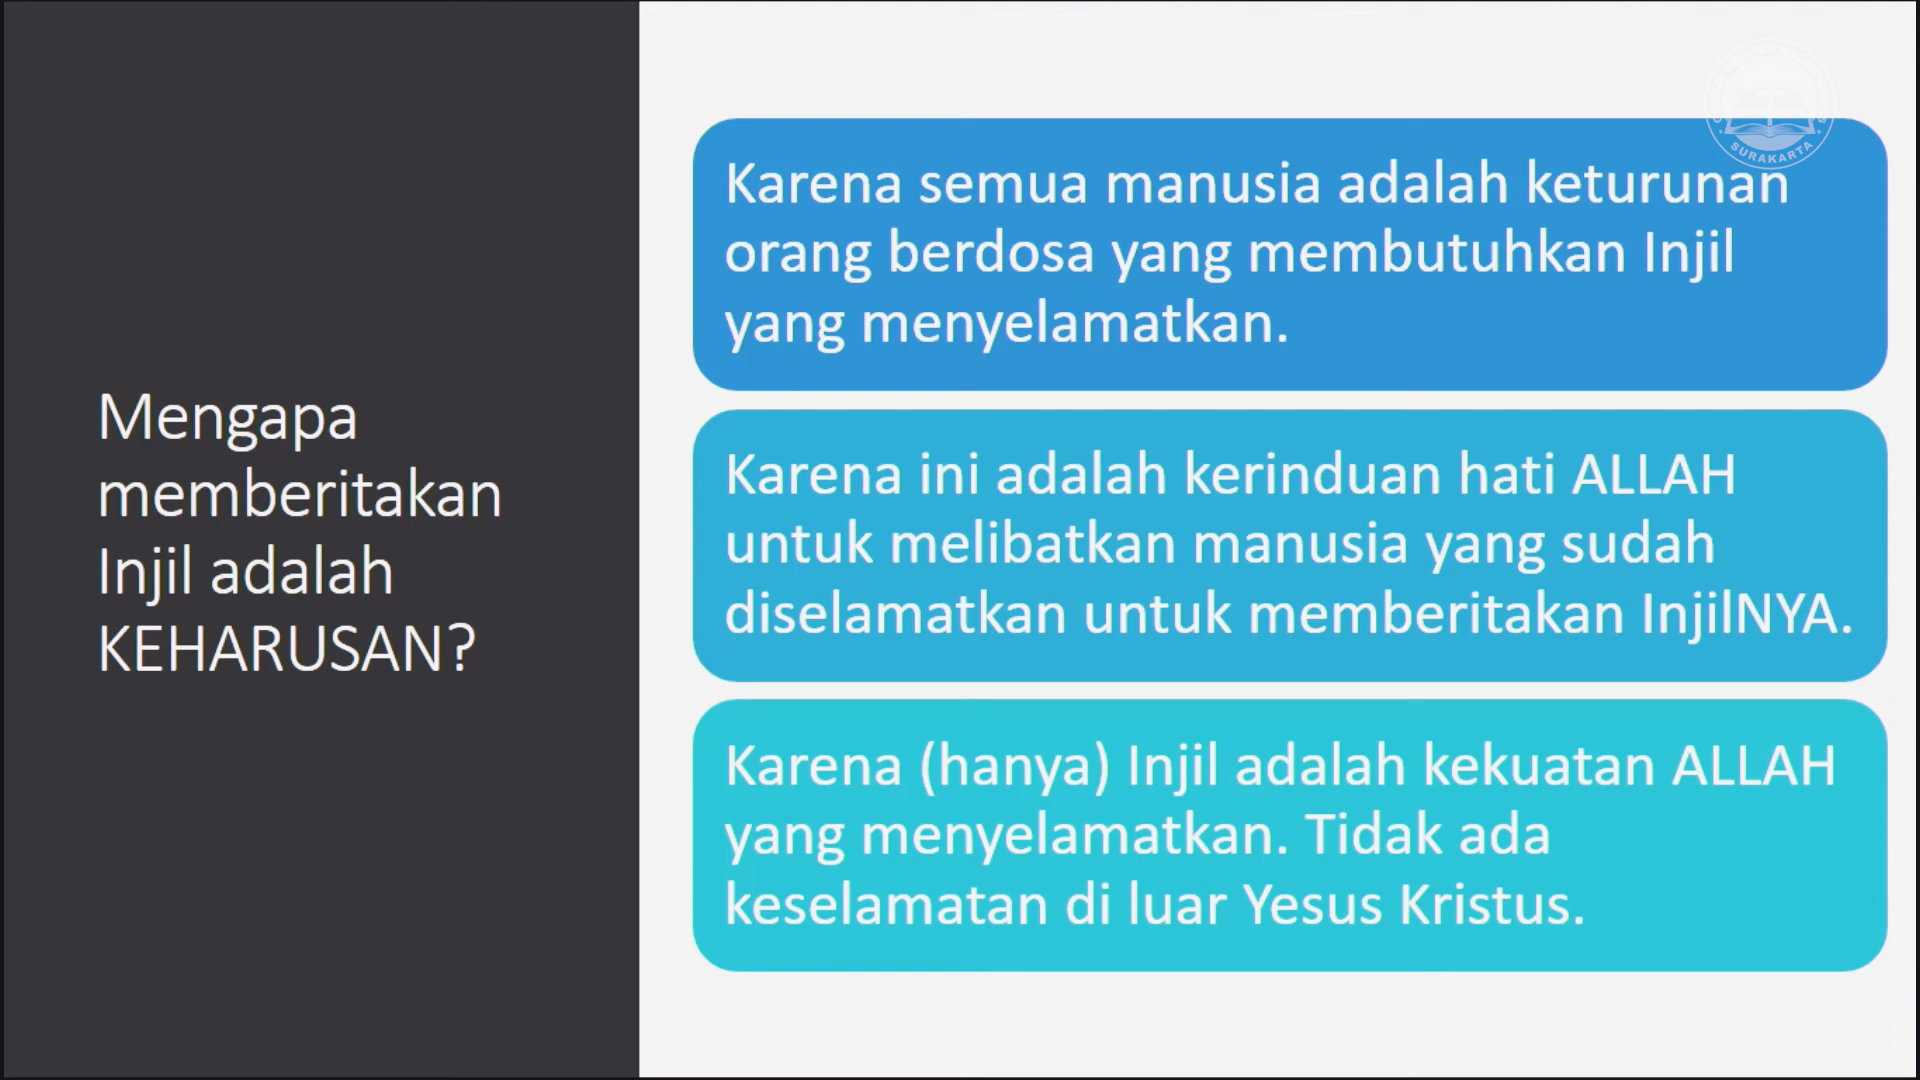 Mengapa
memberitakan
Injil adalah
KEHARUSAN?
Karena semua manusia adalah keturunan
orang berdosa yang membutuhkan Injil
yang menyelamatkan.
Karena ini adalah kerinduan hati ALLAH
untuk melibatkan manusia yang sudah
diselamatkan untuk memberitakan InjilNYA.
Karena (hanya) Injil adalah kekuatan ALLAH
yang menyelamatkan. Tidak ada
keselamatan di luar Yesus Kristus.
SURAKARTA